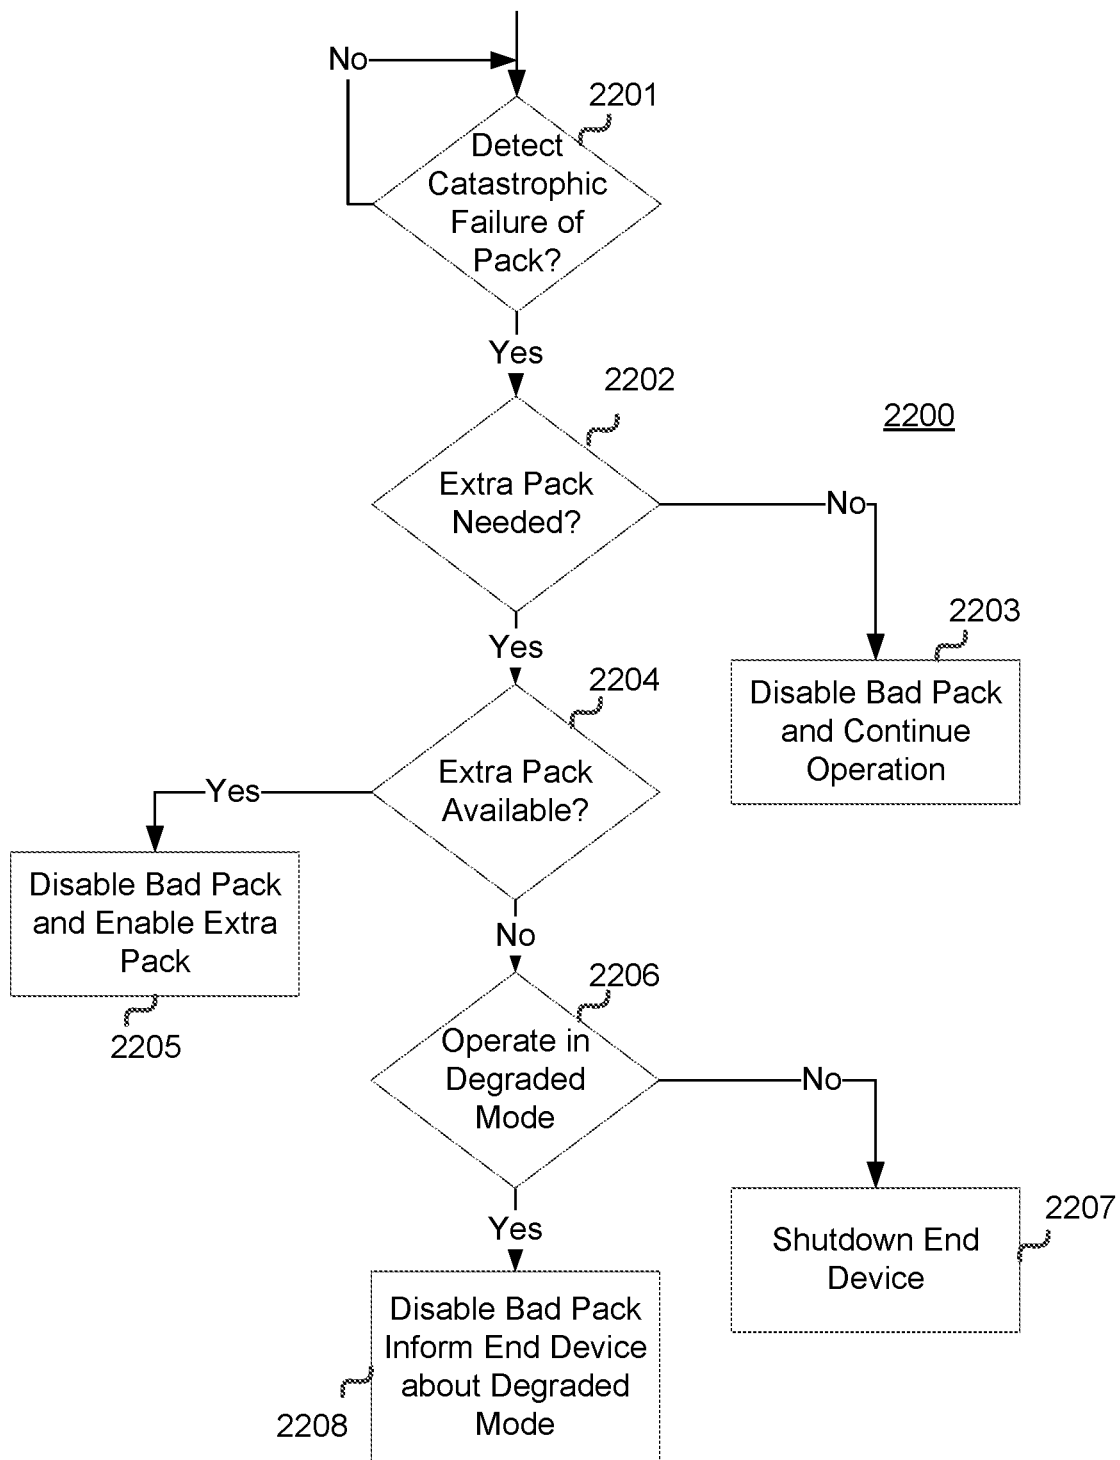 No
2201
Detect
Catastrophic
Failure of
Pack?
Yes
2202
2200
Extra Pack
Needed?
No
Yes
2203
Disable Bad Pack
and Continue
Operation
2204
Extra Pack
Available?
Yes
Disable Bad Pack
and Enable Extra
Pack
2205
No
2206
Operate in
Degraded
Mode
No
Yes
2207
Shutdown End
Device
Disable Bad Pack
Inform End Device
about Degraded
Mode
2208